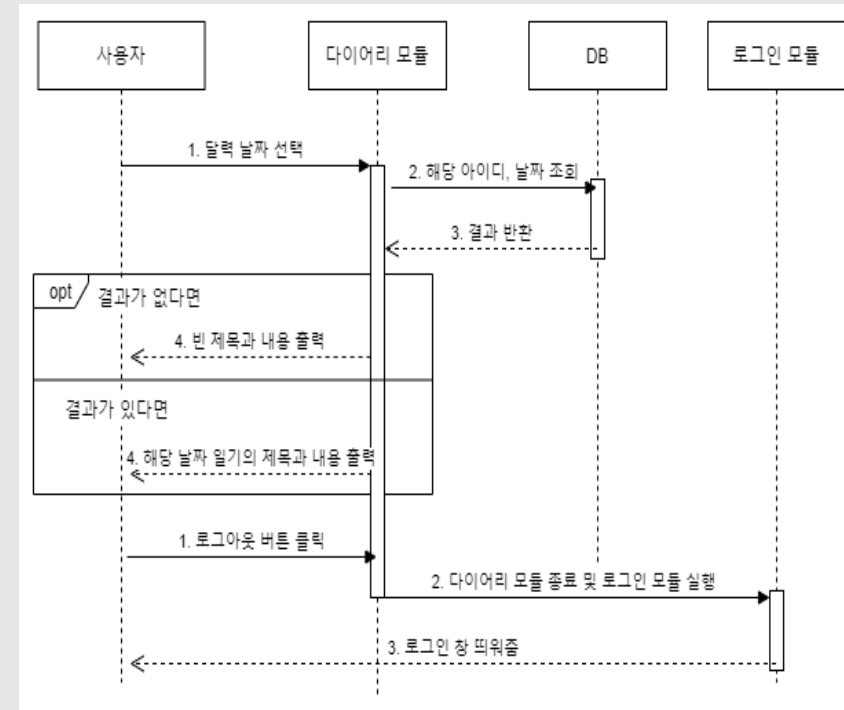 사용자
다이어리 모듈
DB
로그인 모듈
1. 달력 날짜 선택
2. 해당 아이디, 날짜 조회
3. 결과 반환
opt
결과가 없다면
4. 빈 제목과 내용 출력
결과가 있다면
4. 해당 날짜 일기의 제목과 내용 출력
1. 로그아웃 버튼 클릭
2. 다이어리 모듈 종료 및 로그인 모듈 실행
3. 로그인 창 띄워줌